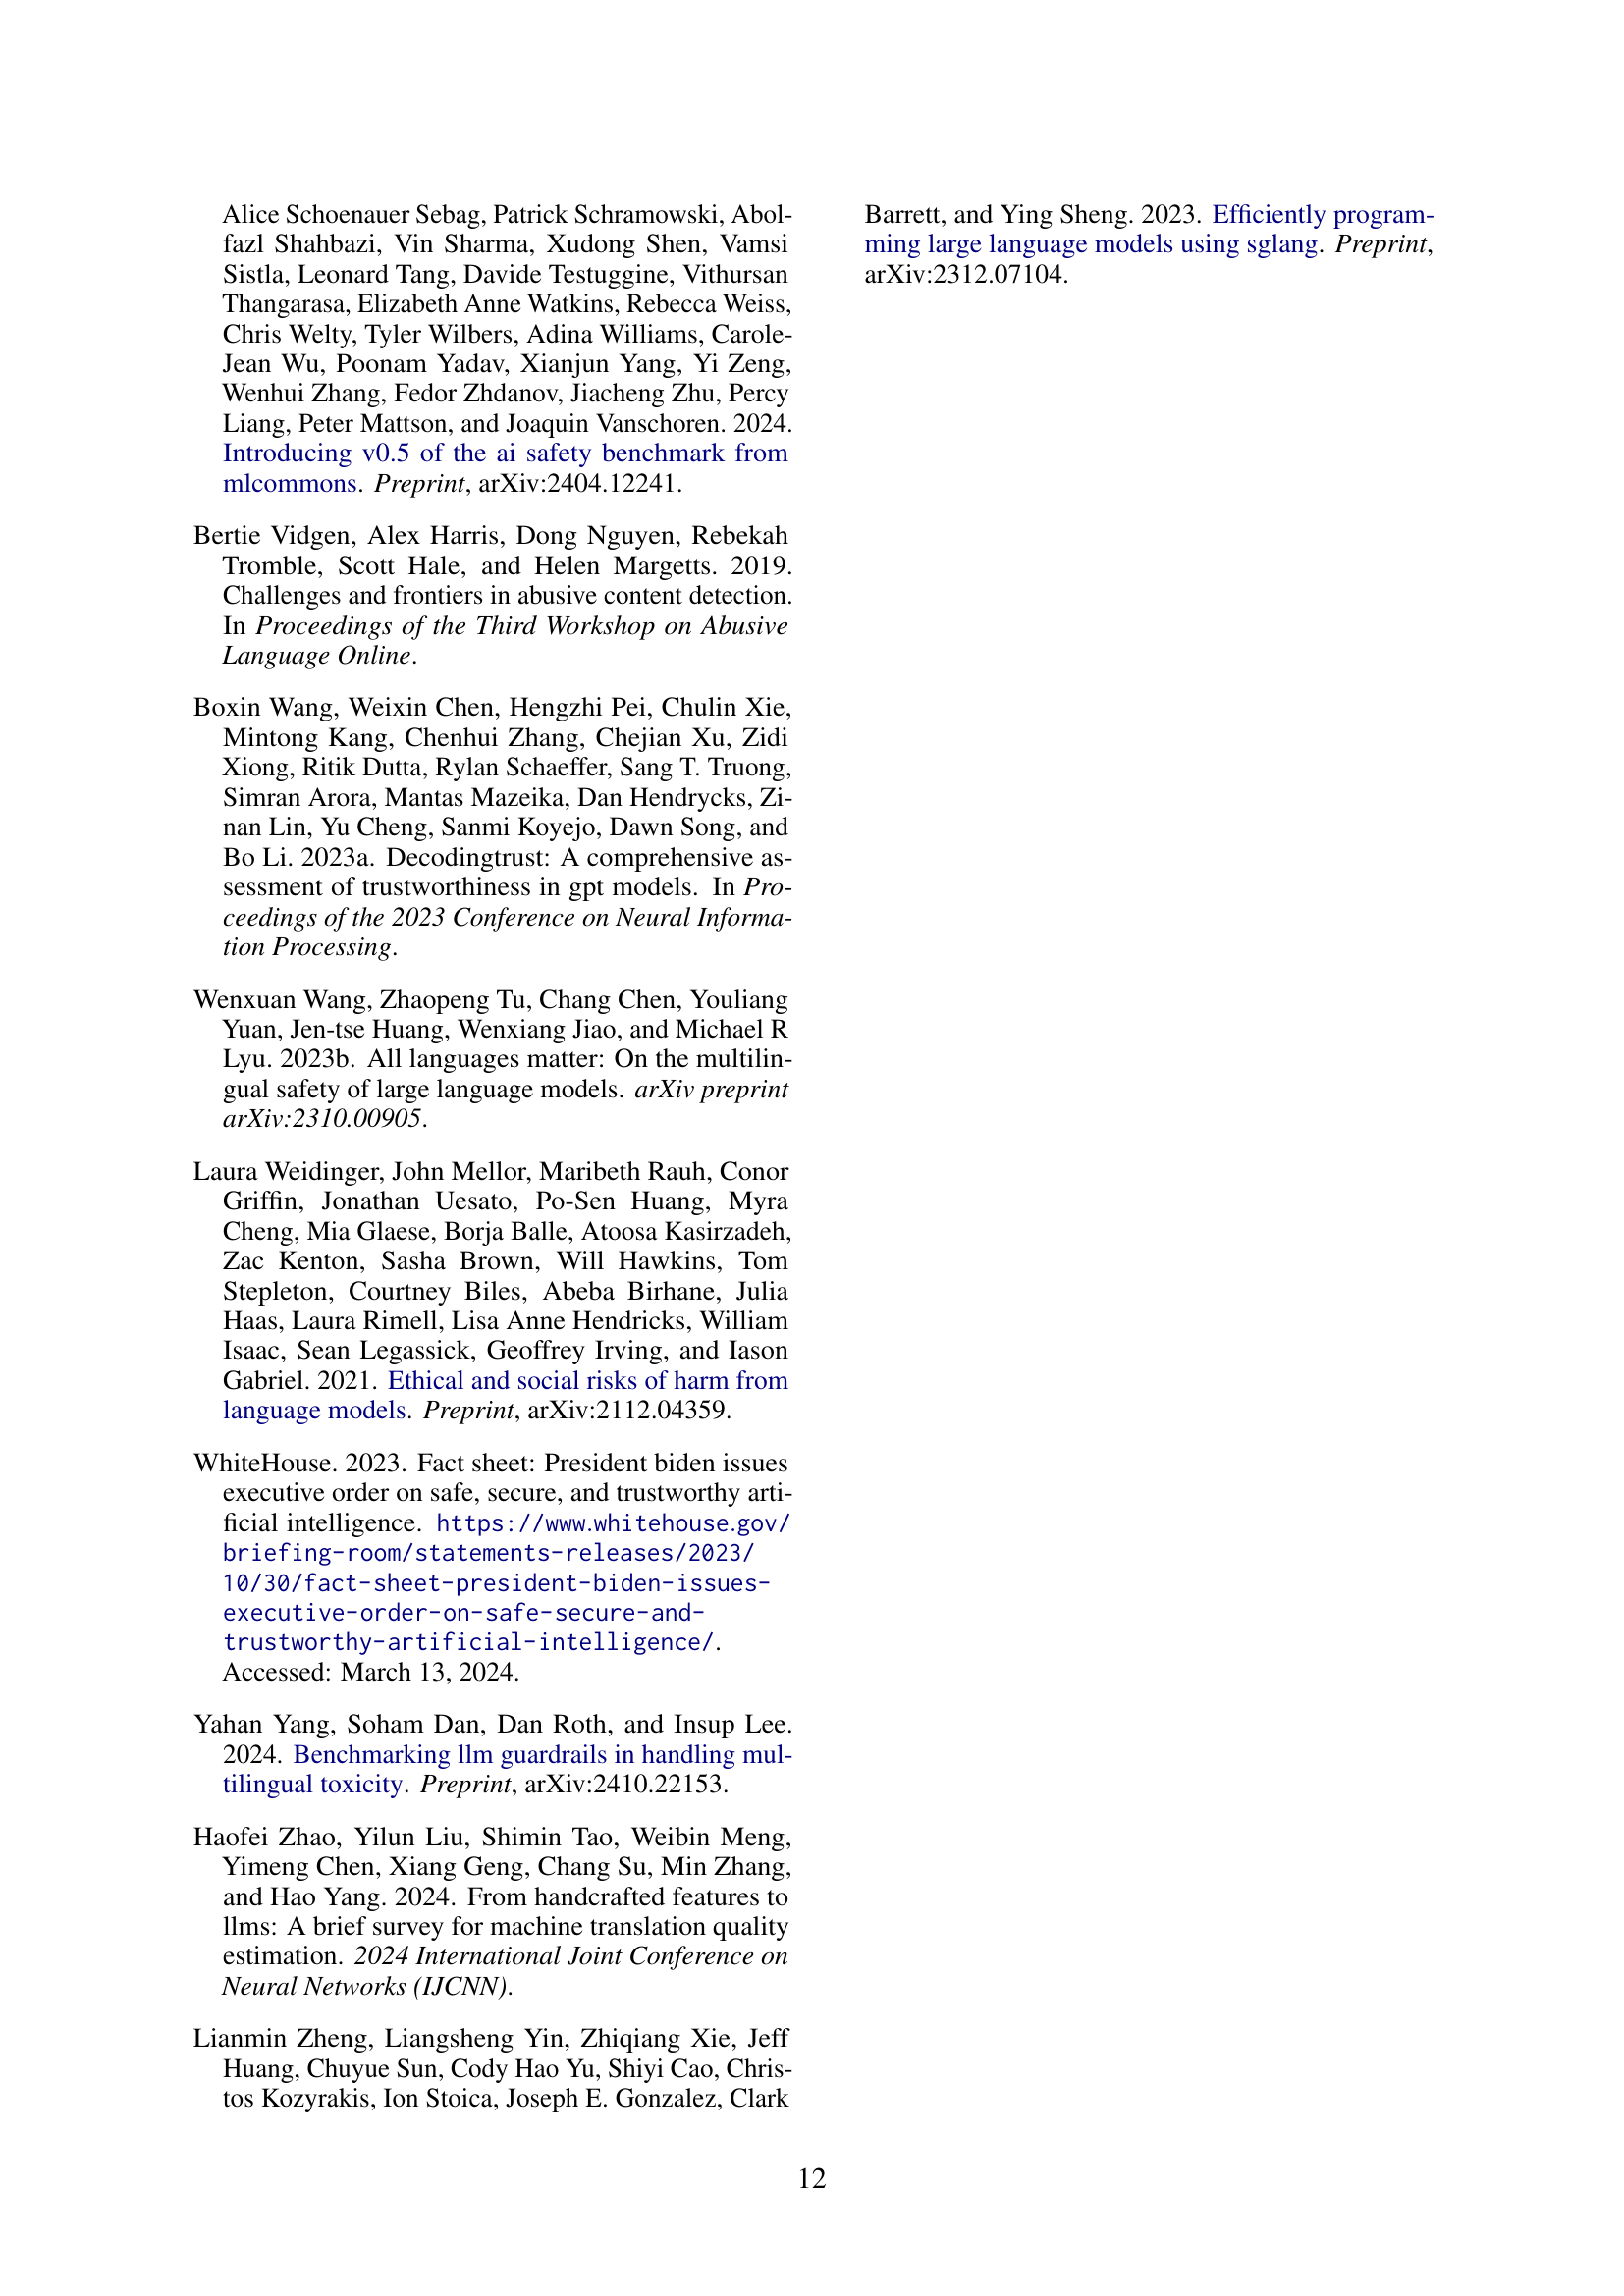 Alice Schoenauer Sebag, Patrick Schramowski, Abol-
fazl Shahbazi, Vin Sharma, Xudong Shen, Vamsi
Sistla, Leonard Tang, Davide Testuggine, Vithursan
Thangarasa, Elizabeth Anne Watkins, Rebecca Weiss,
Chris Welty, Tyler Wilbers, Adina Williams, Carole-
Jean Wu, Poonam Yadav, Xianjun Yang, Yi Zeng,
Wenhui Zhang, Fedor Zhdanov, Jiacheng Zhu, Percy
Liang, Peter Mattson, and Joaquin Vanschoren. 2024.
Introducing v0.5 of the ai safety benchmark from
mlcommons. Preprint, arXiv:2404.12241.
Bertie Vidgen, Alex Harris, Dong Nguyen, Rebekah
Tromble, Scott Hale, and Helen Margetts. 2019.
Challenges and frontiers in abusive content detection.
In Proceedings of the Third Workshop on Abusive
Language Online.
Boxin Wang, Weixin Chen, Hengzhi Pei, Chulin Xie,
Mintong Kang, Chenhui Zhang, Chejian Xu, Zidi
Xiong, Ritik Dutta, Rylan Schaeffer, Sang T. Truong,
Simran Arora, Mantas Mazeika, Dan Hendrycks, Zi-
nan Lin, Yu Cheng, Sanmi Koyejo, Dawn Song, and
Bo Li. 2023a. Decodingtrust: A comprehensive as-
sessment of trustworthiness in gpt models. In Pro-
ceedings of the 2023 Conference on Neural Informa-
tion Processing.
Wenxuan Wang, Zhaopeng Tu, Chang Chen, Youliang
Yuan, Jen-tse Huang, Wenxiang Jiao, and Michael R
Lyu. 2023b. All languages matter: On the multilin-
gual safety of large language models. arXiv preprint
arXiv:2310.00905.
Laura Weidinger, John Mellor, Maribeth Rauh, Conor
Griffin, Jonathan Uesato, Po-Sen Huang, Myra
Cheng, Mia Glaese, Borja Balle, Atoosa Kasirzadeh,
Zac Kenton, Sasha Brown, Will Hawkins, Tom
Stepleton, Courtney Biles, Abeba Birhane, Julia
Haas, Laura Rimell, Lisa Anne Hendricks, William
Isaac, Sean Legassick, Geoffrey Irving, and Iason
Gabriel. 2021. Ethical and social risks of harm from
language models. Preprint, arXiv:2112.04359.
WhiteHouse. 2023. Fact sheet: President biden issues
executive order on safe, secure, and trustworthy arti-
ficial intelligence. https://www.whitehouse.gov/
briefing-room/statements-releases/2023/
10/30/fact-sheet-president-biden-issues-
executive-order-on-safe-secure-and-
trustworthy-artificial-intelligence/.
Accessed: March 13, 2024.
Yahan Yang, Soham Dan, Dan Roth, and Insup Lee.
2024. Benchmarking llm guardrails in handling mul-
tilingual toxicity. Preprint, arXiv:2410.22153.
Haofei Zhao, Yilun Liu, Shimin Tao, Weibin Meng,
Yimeng Chen, Xiang Geng, Chang Su, Min Zhang,
and Hao Yang. 2024. From handcrafted features to
llms: A brief survey for machine translation quality
estimation. 2024 International Joint Conference on
Neural Networks (IJCNN).
Lianmin Zheng, Liangsheng Yin, Zhiqiang Xie, Jeff
Huang, Chuyue Sun, Cody Hao Yu, Shiyi Cao, Chris-
tos Kozyrakis, Ion Stoica, Joseph E. Gonzalez, Clark
Barrett, and Ying Sheng. 2023. Efficiently program-
ming large language models using sglang. Preprint,
arXiv:2312.07104.
12